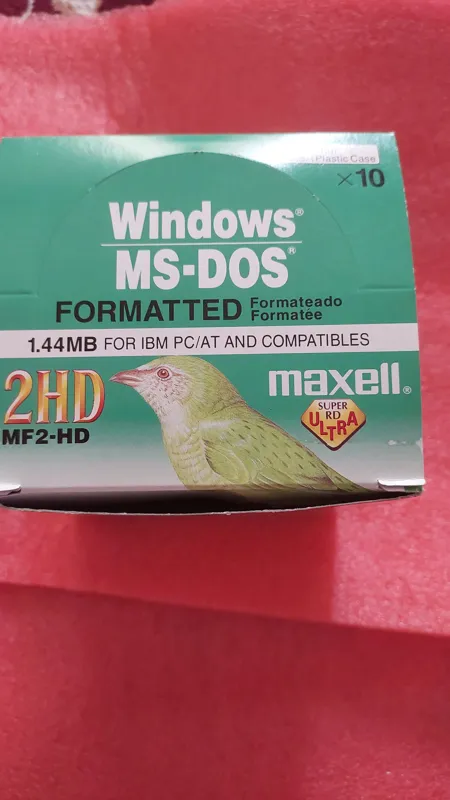 Plastic Case
×10
Windows®
MS-DOS®
FORMATTED Formateado
Formatée
1.44MB FOR IBM PC/AT AND COMPATIBLES
2HD
MF2-HD
maxell®
SUPER
RD
ULTRA